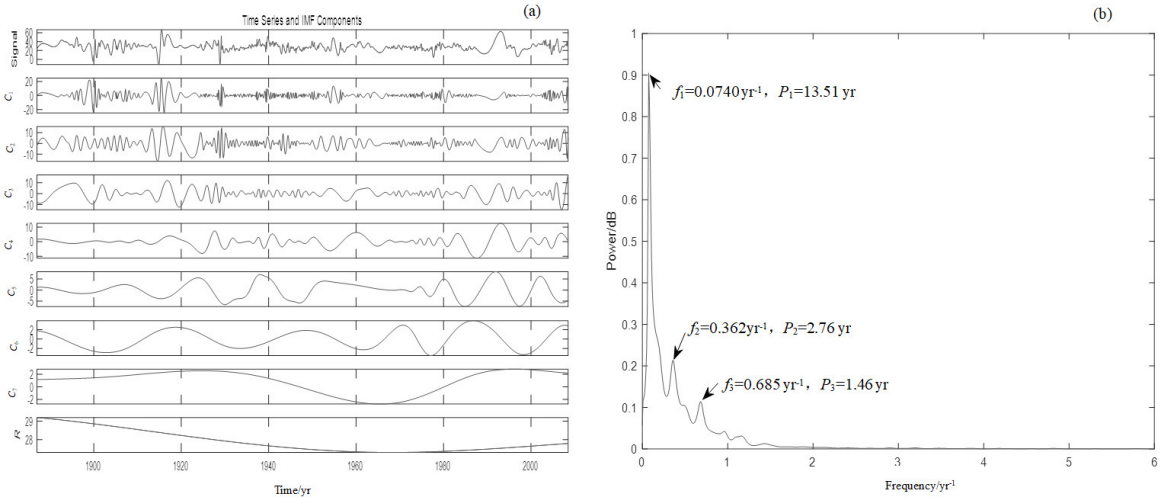 (a)
Time Series and IMF Components
Signal
60
40
20
0
C₁
20
0
-20
C₂
10
0
-10
C₃
10
0
-10
C₄
10
0
-10
C₅
5
0
-5
C₆
2
0
-2
C₇
2
0
-2
R
29
28
1900 1920 1940 1960 1980 2000
Time/yr
(b)
Power/dB
1
0.9
0.8
0.7
0.6
0.5
0.4
0.3
0.2
0.1
0
f₁=0.0740 yr⁻¹， P₁=13.51 yr
f₂=0.362yr⁻¹， P₂=2.76 yr
f₃=0.685yr⁻¹， P₃=1.46 yr
0 1 2 3 4 5 6
Frequency/yr⁻¹